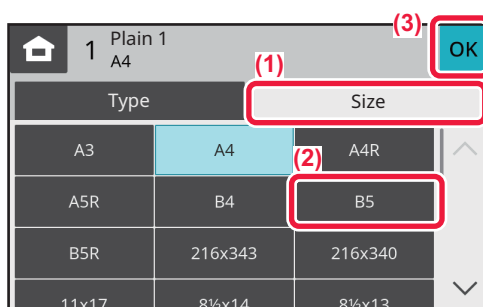 (3)
1 Plain 1
A4
OK
(1)
Type Size
A3 A4 A4R
(2)
A5R B4 B5
B5R 216x343 216x340
11x17 8½x14 8½x13